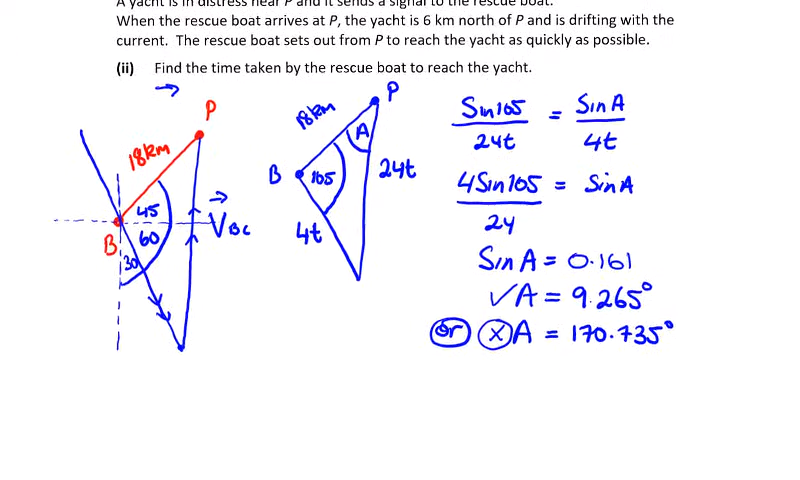 A yacht is in distress near P and it sends a signal to the rescue boat.
When the rescue boat arrives at P, the yacht is 6 km north of P and is drifting with the
current. The rescue boat sets out from P to reach the yacht as quickly as possible.
(ii) Find the time taken by the rescue boat to reach the yacht.
P
18km
45
60
30
B
VBC
P
18km
A
B
105
24t
4t
Sin105 = SinA
24t 4t
4Sin105 = SinA
24
SinA = 0.161
✓A = 9.265°
or xA = 170.735°